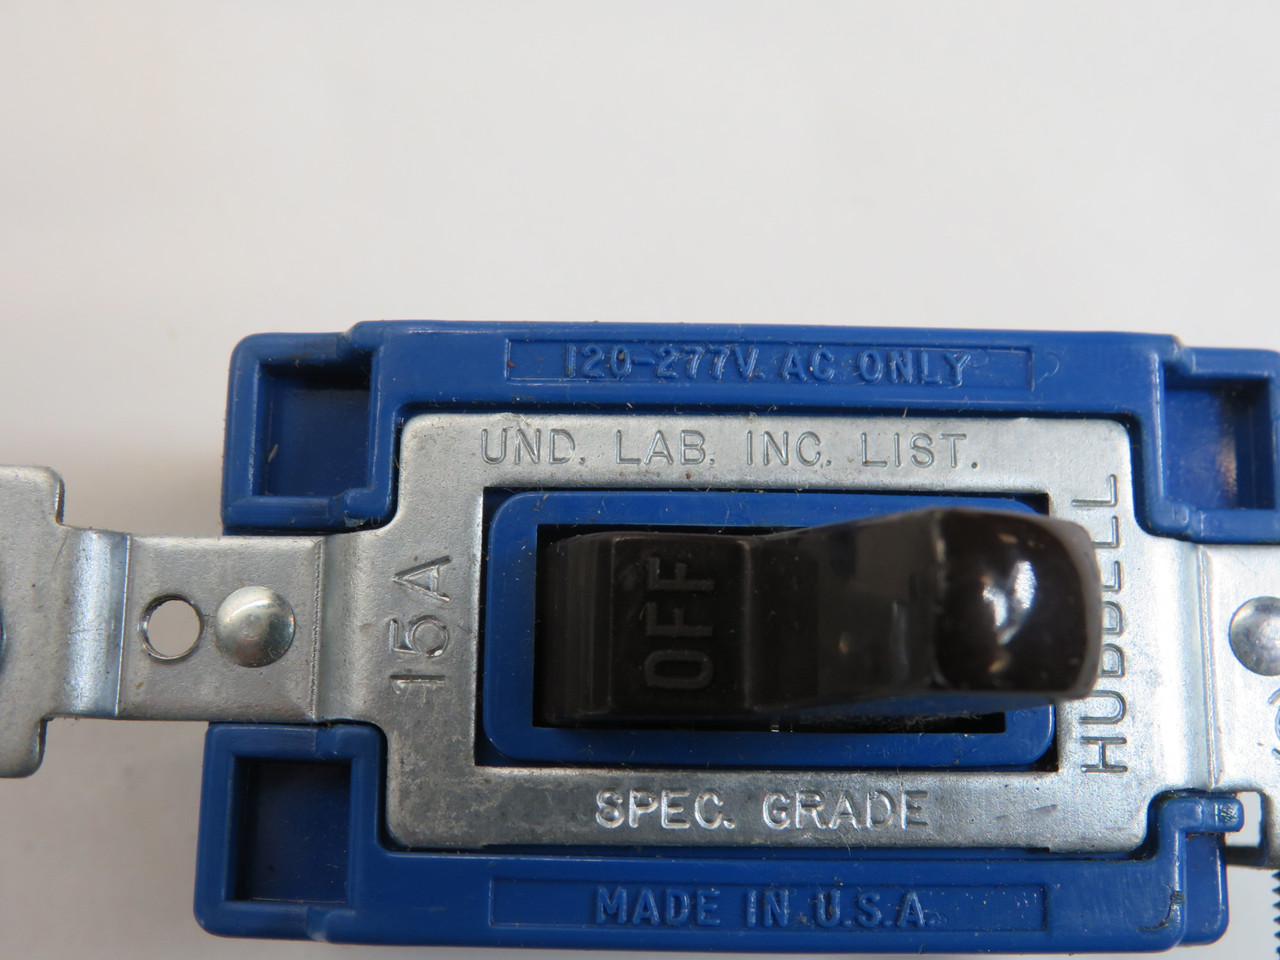 120-277V. AC ONLY
UND. LAB. INC. LIST.
15A
OFF
HUBBELL
SPEC. GRADE
MADE IN U.S.A.